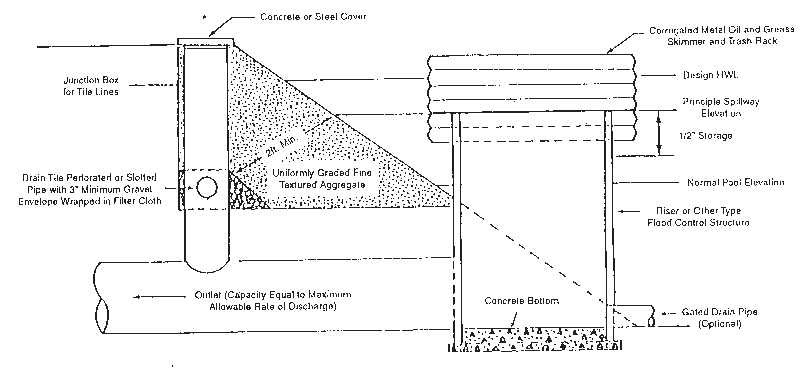 Concrete or Steel Cover
Corrugated Metal Oil and Grease
Skimmer and Trash Rack
Junction Box
for Tile Lines
Design HWL
Principle Spillway
Elevation
1/2" Storage
2ft. Min.
Drain Tile Perforated or Slotted
Pipe with 3" Minimum Gravel
Envelope Wrapped in Filter Cloth
Uniformly Graded Fine
Textured Aggregate
Normal Pool Elevation
Riser or Other Type
Flood Control Structure
Outlet (Capacity Equal to Maximum
Allowable Rate of Discharge)
Concrete Bottom
Gated Drain Pipe
(Optional)